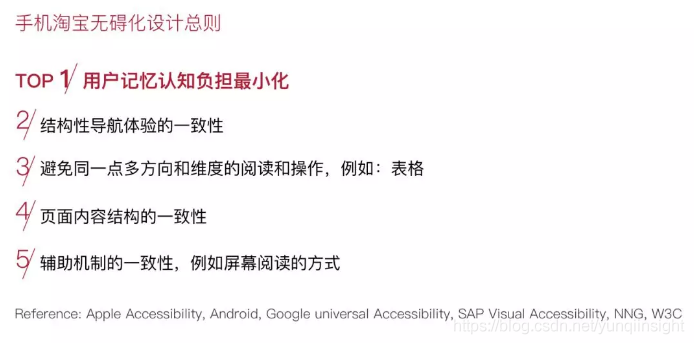 手机淘宝无碍化设计总则
TOP 1/ 用户记忆认知负担最小化
2/ 结构性导航体验的一致性
3/ 避免同一点多方向和维度的阅读和操作，例如：表格
4/ 页面内容结构的一致性
5/ 辅助机制的一致性，例如屏幕阅读的方式
Reference: Apple Accessibility, Android, Google universal Accessibility, SAP Visual Accessibility, NNG, W3C
https://blog.csdn.net/yunqiinsight